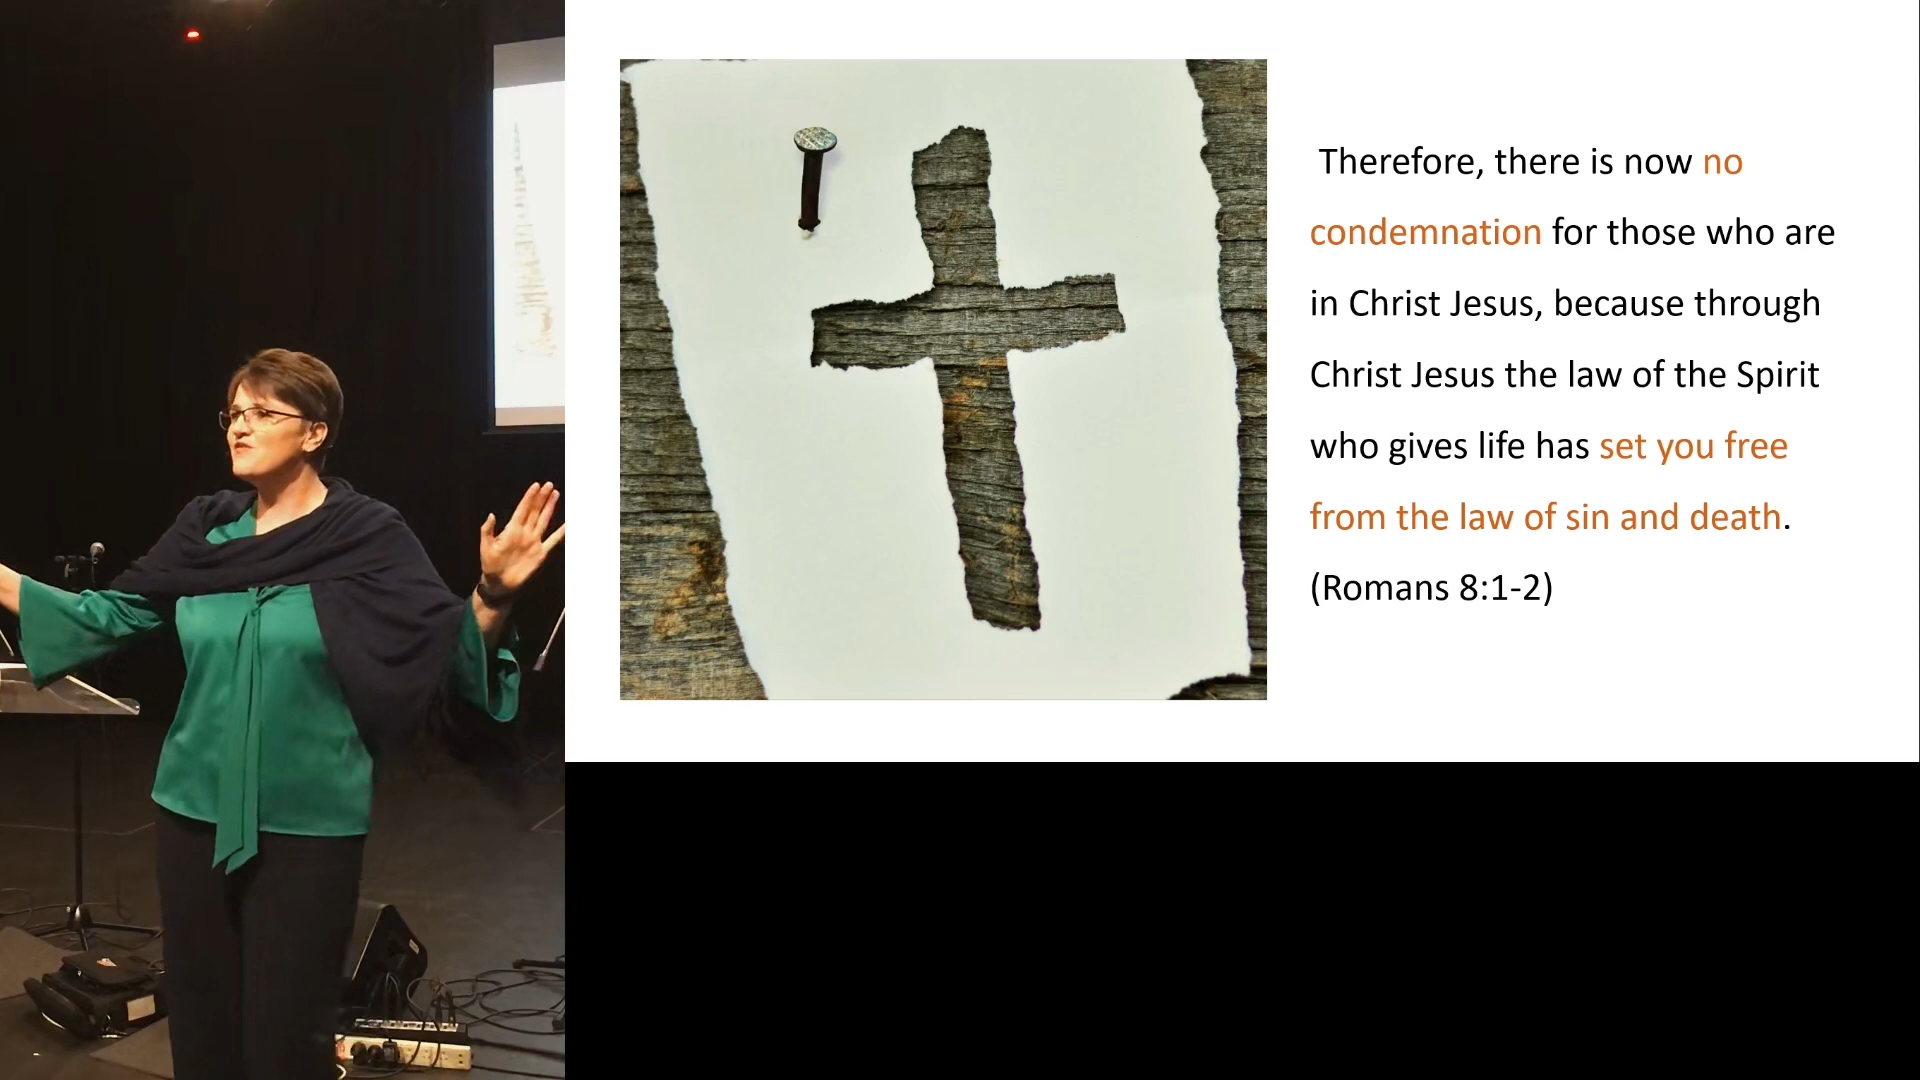 Therefore, there is now no
condemnation for those who are
in Christ Jesus, because through
Christ Jesus the law of the Spirit
who gives life has set you free
from the law of sin and death.
(Romans 8:1-2)